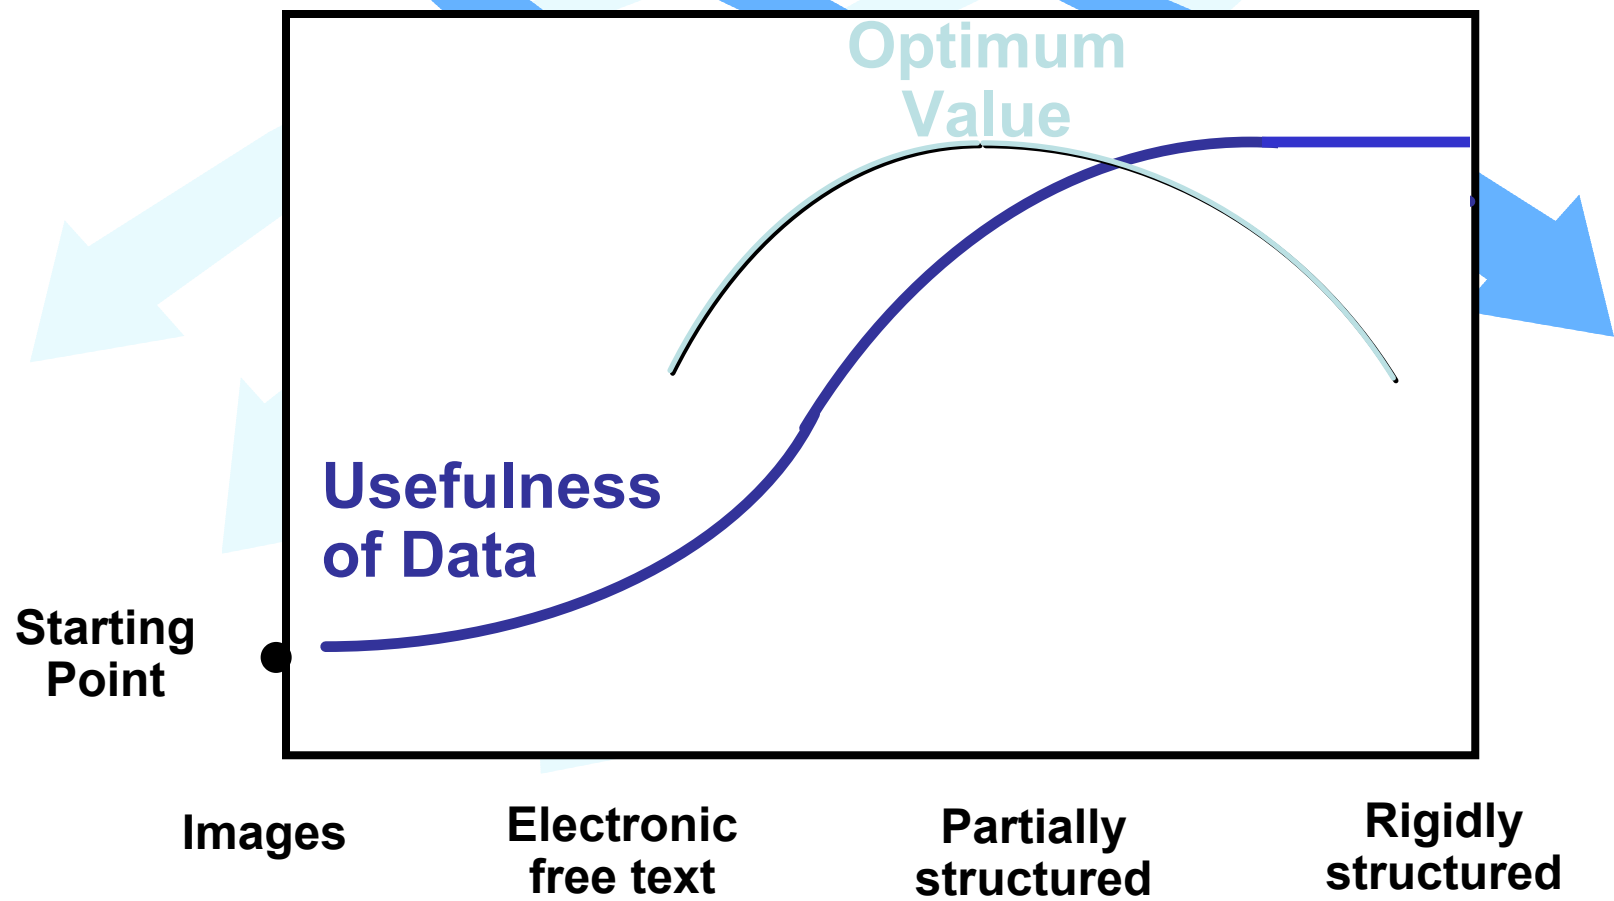 Optimum
Value
Usefulness
of Data
Starting
Point
Images
Electronic
free text
Partially
structured
Rigidly
structured